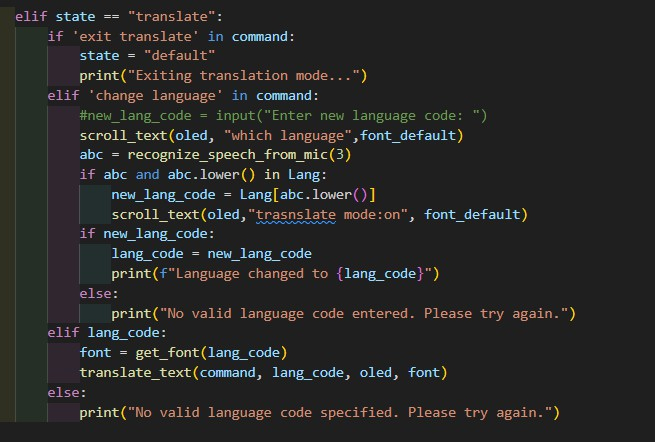 elif state == "translate":
if 'exit translate' in command:
state = "default"
print("Exiting translation mode...")
elif 'change language' in command:
#new_lang_code = input("Enter new language code: ")
scroll_text(oled, "which language",font_default)
abc = recognize_speech_from_mic(3)
if abc and abc.lower() in Lang:
new_lang_code = Lang[abc.lower()]
scroll_text(oled,"trasnslate mode:on", font_default)
if new_lang_code:
lang_code = new_lang_code
print(f"Language changed to {lang_code}")
else:
print("No valid language code entered. Please try again.")
elif lang_code:
font = get_font(lang_code)
translate_text(command, lang_code, oled, font)
else:
print("No valid language code specified. Please try again.")